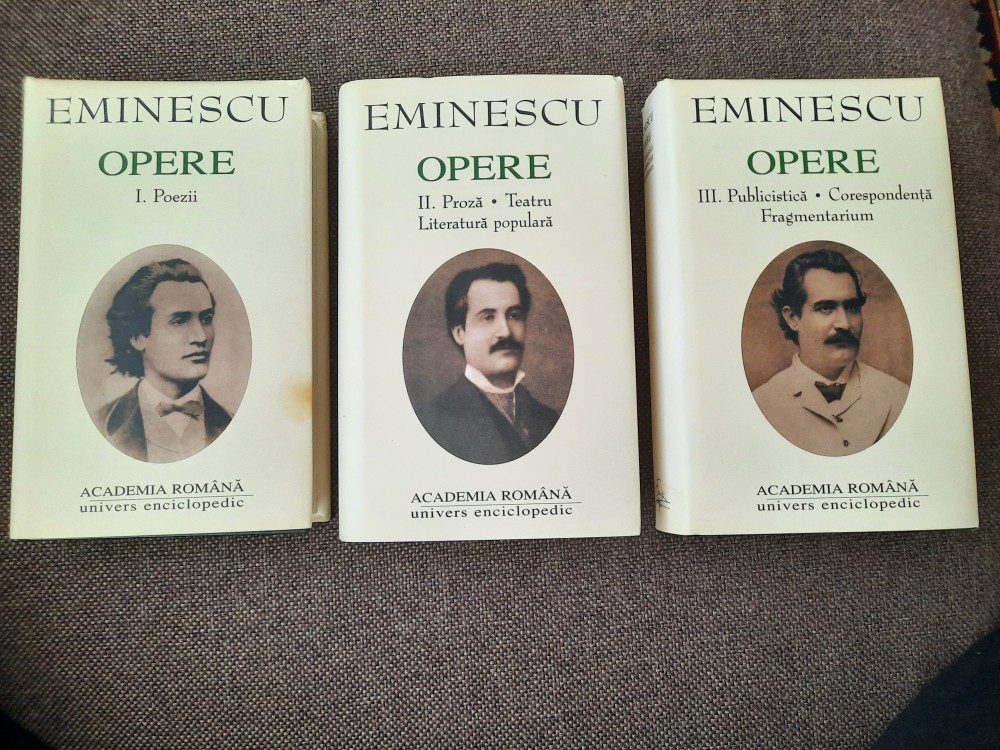 EMINESCU
OPERE
I. Poezii
ACADEMIA ROMÂNĂ
univers enciclopedic
EMINESCU
OPERE
II. Proză • Teatru
Literatură populară
ACADEMIA ROMÂNĂ
univers enciclopedic
EMINESCU
OPERE
III. Publicistică • Corespondență
Fragmentarium
ACADEMIA ROMÂNĂ
univers enciclopedic